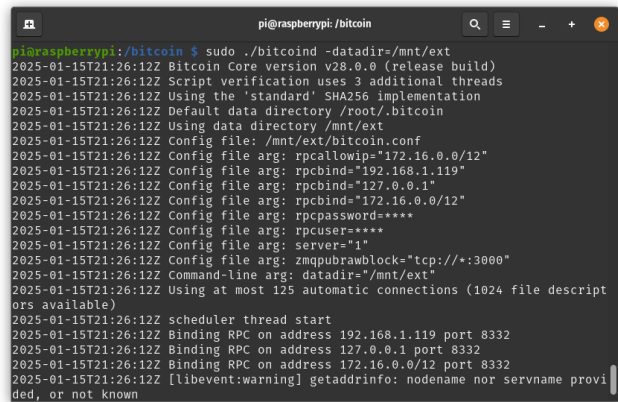 pi@raspberrypi: /bitcoin
pi@raspberrypi:/bitcoin $ sudo ./bitcoind -datadir=/mnt/ext
2025-01-15T21:26:12Z Bitcoin Core version v28.0.0 (release build)
2025-01-15T21:26:12Z Script verification uses 3 additional threads
2025-01-15T21:26:12Z Using the 'standard' SHA256 implementation
2025-01-15T21:26:12Z Default data directory /root/.bitcoin
2025-01-15T21:26:12Z Using data directory /mnt/ext
2025-01-15T21:26:12Z Config file: /mnt/ext/bitcoin.conf
2025-01-15T21:26:12Z Config file arg: rpcallowip="172.16.0.0/12"
2025-01-15T21:26:12Z Config file arg: rpcbind="192.168.1.119"
2025-01-15T21:26:12Z Config file arg: rpcbind="127.0.0.1"
2025-01-15T21:26:12Z Config file arg: rpcbind="172.16.0.0/12"
2025-01-15T21:26:12Z Config file arg: rpcpassword=****
2025-01-15T21:26:12Z Config file arg: rpcuser=****
2025-01-15T21:26:12Z Config file arg: server="1"
2025-01-15T21:26:12Z Config file arg: zmqpubrawblock="tcp://*:3000"
2025-01-15T21:26:12Z Command-line arg: datadir="/mnt/ext"
2025-01-15T21:26:12Z Using at most 125 automatic connections (1024 file descript
ors available)
2025-01-15T21:26:12Z scheduler thread start
2025-01-15T21:26:12Z Binding RPC on address 192.168.1.119 port 8332
2025-01-15T21:26:12Z Binding RPC on address 127.0.0.1 port 8332
2025-01-15T21:26:12Z Binding RPC on address 172.16.0.0/12 port 8332
2025-01-15T21:26:12Z [libevent:warning] getaddrinfo: nodename nor servname provi
ded, or not known